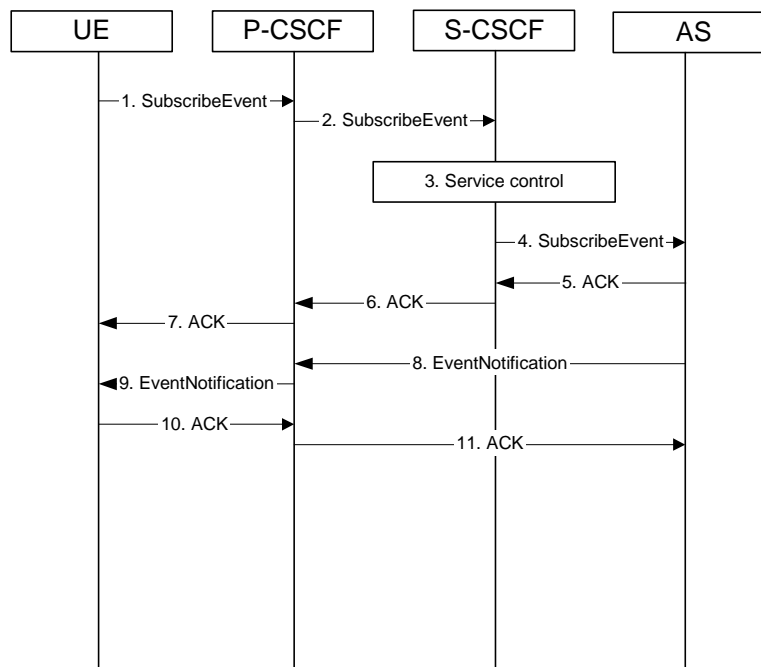 UE
P-CSCF
S-CSCF
AS
1. SubscribeEvent
2. SubscribeEvent
3. Service control
4. SubscribeEvent
5. ACK
6. ACK
7. ACK
8. EventNotification
9. EventNotification
10. ACK
11. ACK